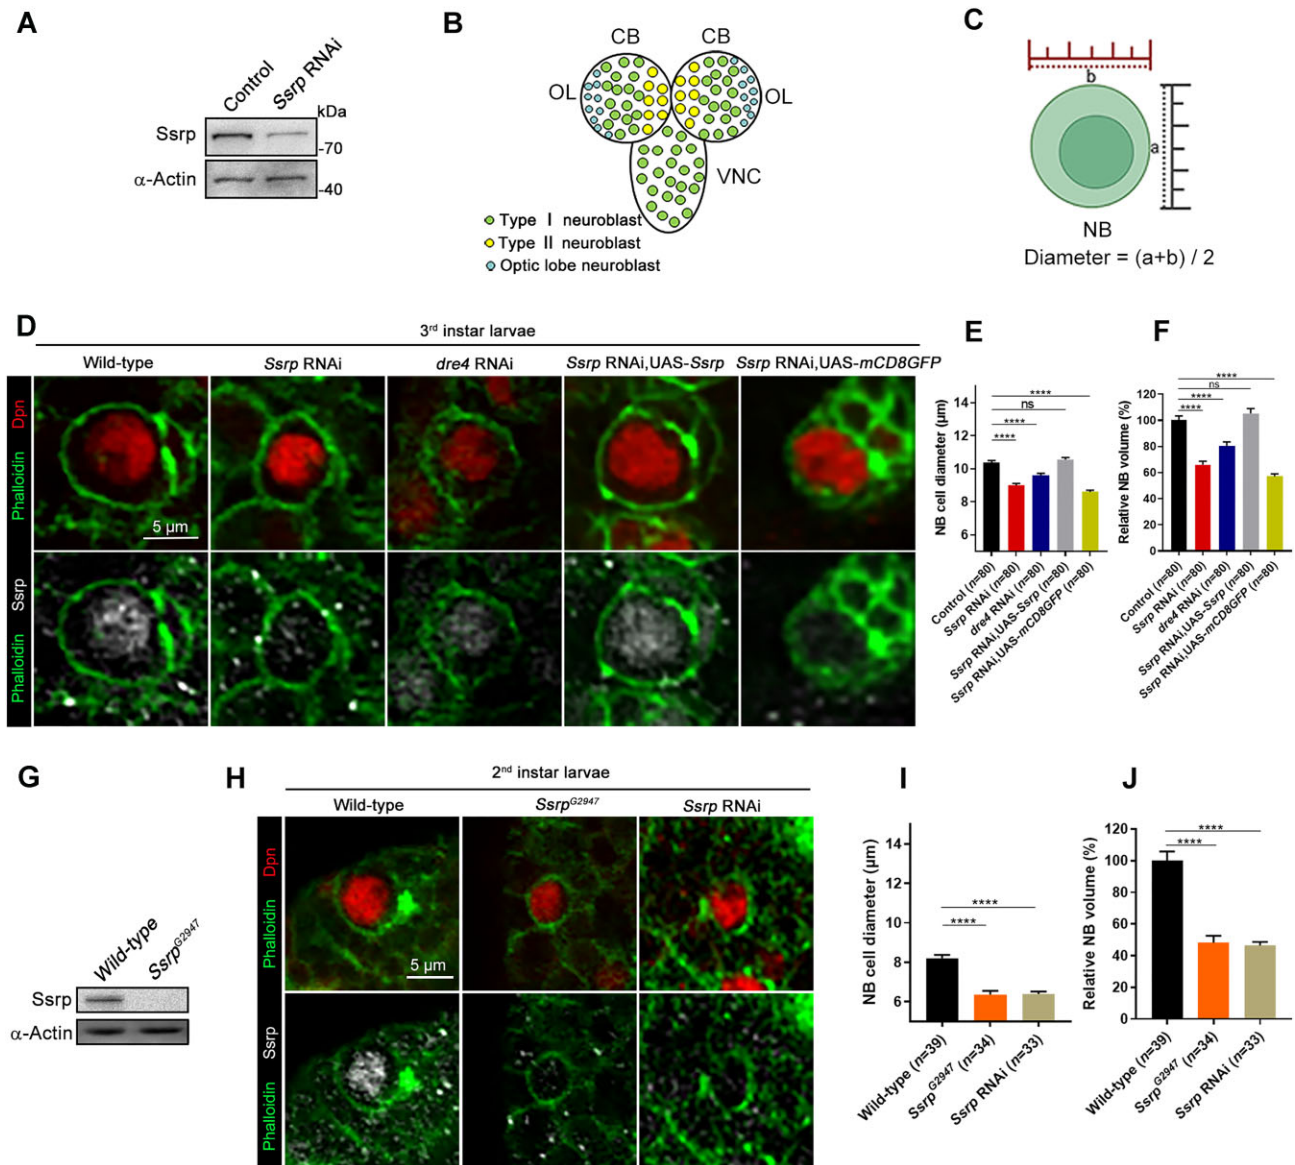 A
Control
Ssrp RNAi
kDa
Ssrp
-70
α-Actin
-40
B
CB
CB
OL
OL
VNC
Type I neuroblast
Type II neuroblast
Optic lobe neuroblast
C
b
a
NB
Diameter = (a+b) / 2
D
3rd instar larvae
Wild-type
Ssrp RNAi
dre4 RNAi
Ssrp RNAi,UAS-Ssrp
Ssrp RNAi,UAS-mCD8GFP
Phalloidin Dpn
5 µm
Phalloidin Ssrp
E
NB cell diameter (µm)
14
12
10
8
6
****
ns
****
****
Control (n=80)
Ssrp RNAi (n=80)
dre4 RNAi (n=80)
Ssrp RNAi,UAS-Ssrp (n=80)
Ssrp RNAi,UAS-mCD8GFP (n=80)
F
Relative NB volume (%)
120
100
80
60
40
20
0
****
ns
****
****
Control (n=80)
Ssrp RNAi (n=80)
dre4 RNAi (n=80)
Ssrp RNAi,UAS-Ssrp (n=80)
Ssrp RNAi,UAS-mCD8GFP (n=80)
G
Wild-type
SsrpG2947
Ssrp
α-Actin
H
2nd instar larvae
Wild-type
SsrpG2947
Ssrp RNAi
Phalloidin Dpn
5 µm
Phalloidin Ssrp
I
NB cell diameter (µm)
14
12
10
8
6
****
****
Wild-type (n=39)
SsrpG2947 (n=34)
Ssrp RNAi (n=33)
J
Relative NB volume (%)
120
100
80
60
40
20
0
****
****
Wild-type (n=39)
SsrpG2947 (n=34)
Ssrp RNAi (n=33)